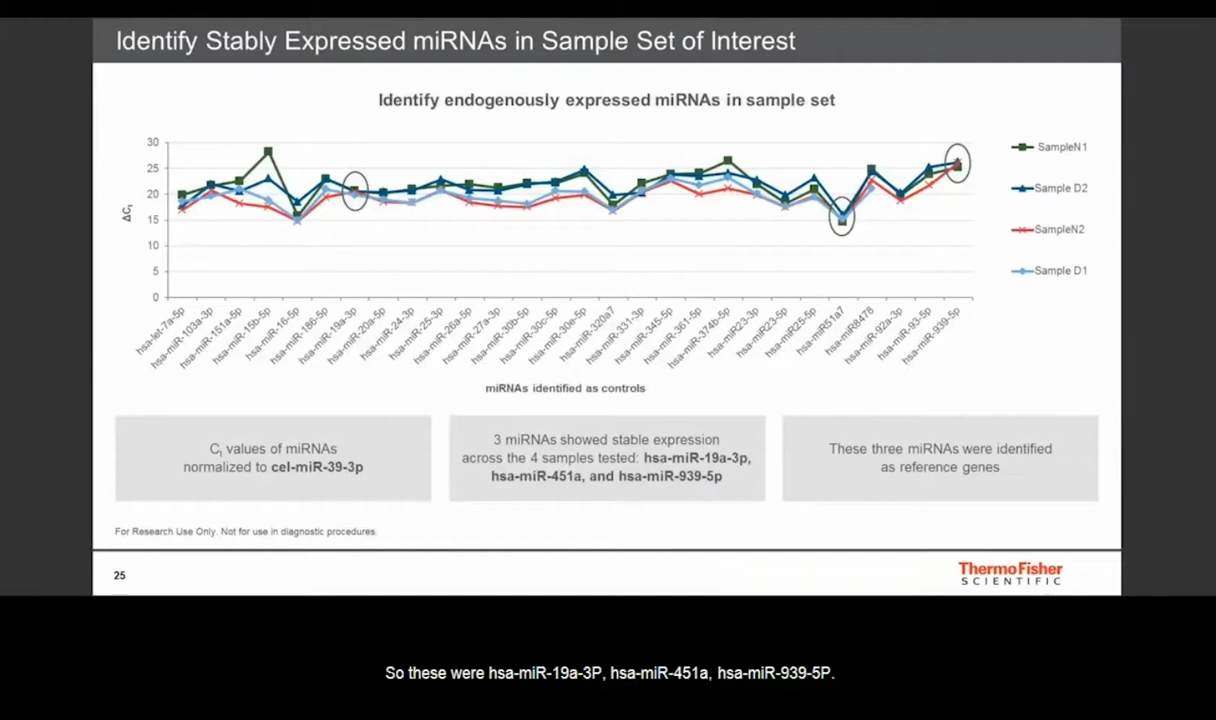 Identify Stably Expressed miRNAs in Sample Set of Interest
Identify endogenously expressed miRNAs in sample set
30
25
20
15
10
5
0
ΔCt
SampleN1
Sample D2
SampleN2
Sample D1
hsa-let-7a-5p
hsa-miR-103a-3p
hsa-miR-151a-5p
hsa-miR-15b-5p
hsa-miR-16-5p
hsa-miR-186-5p
hsa-miR-19a-3p
hsa-miR-20a-5p
hsa-miR-24-3p
hsa-miR-25-3p
hsa-miR-26a-5p
hsa-miR-27a-3p
hsa-miR-30b-5p
hsa-miR-30c-5p
hsa-miR-30e-5p
hsa-miR-320a7
hsa-miR-331-3p
hsa-miR-345-5p
hsa-miR-361-5p
hsa-miR-374b-5p
hsa-miR23-3p
hsa-miR23-5p
hsa-miR25-5p
hsa-miR51a7
hsa-miR8478
hsa-miR-92a-3p
hsa-miR-93-5p
hsa-miR-939-5p
miRNAs identified as controls
Ct values of miRNAs
normalized to cel-miR-39-3p
3 miRNAs showed stable expression
across the 4 samples tested: hsa-miR-19a-3p,
hsa-miR-451a, and hsa-miR-939-5p
These three miRNAs were identified
as reference genes
For Research Use Only. Not for use in diagnostic procedures.
25
ThermoFisher
SCIENTIFIC
So these were hsa-miR-19a-3P, hsa-miR-451a, hsa-miR-939-5P.